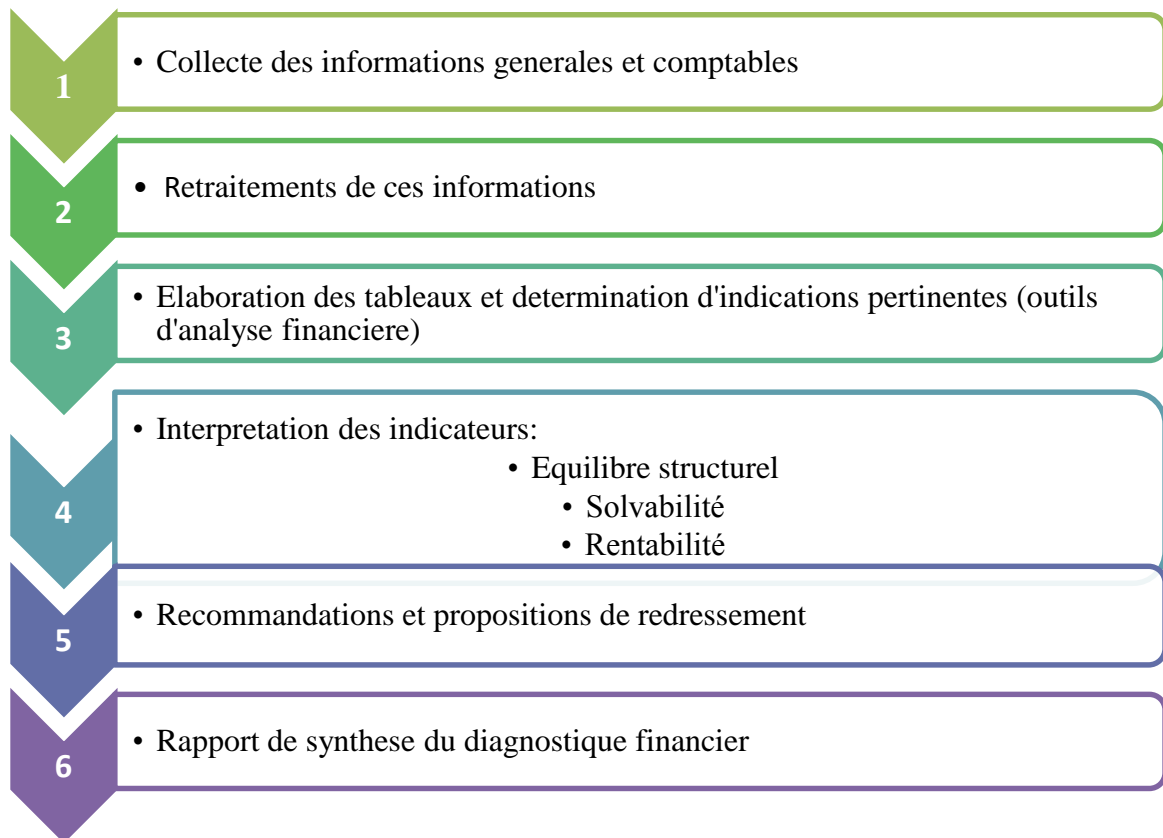 1
• Collecte des informations generales et comptables
2
• Retraitements de ces informations
3
• Elaboration des tableaux et determination d'indications pertinentes (outils
d'analyse financiere)
4
• Interpretation des indicateurs:
• Equilibre structurel
• Solvabilité
• Rentabilité
5
• Recommandations et propositions de redressement
6
• Rapport de synthese du diagnostique financier